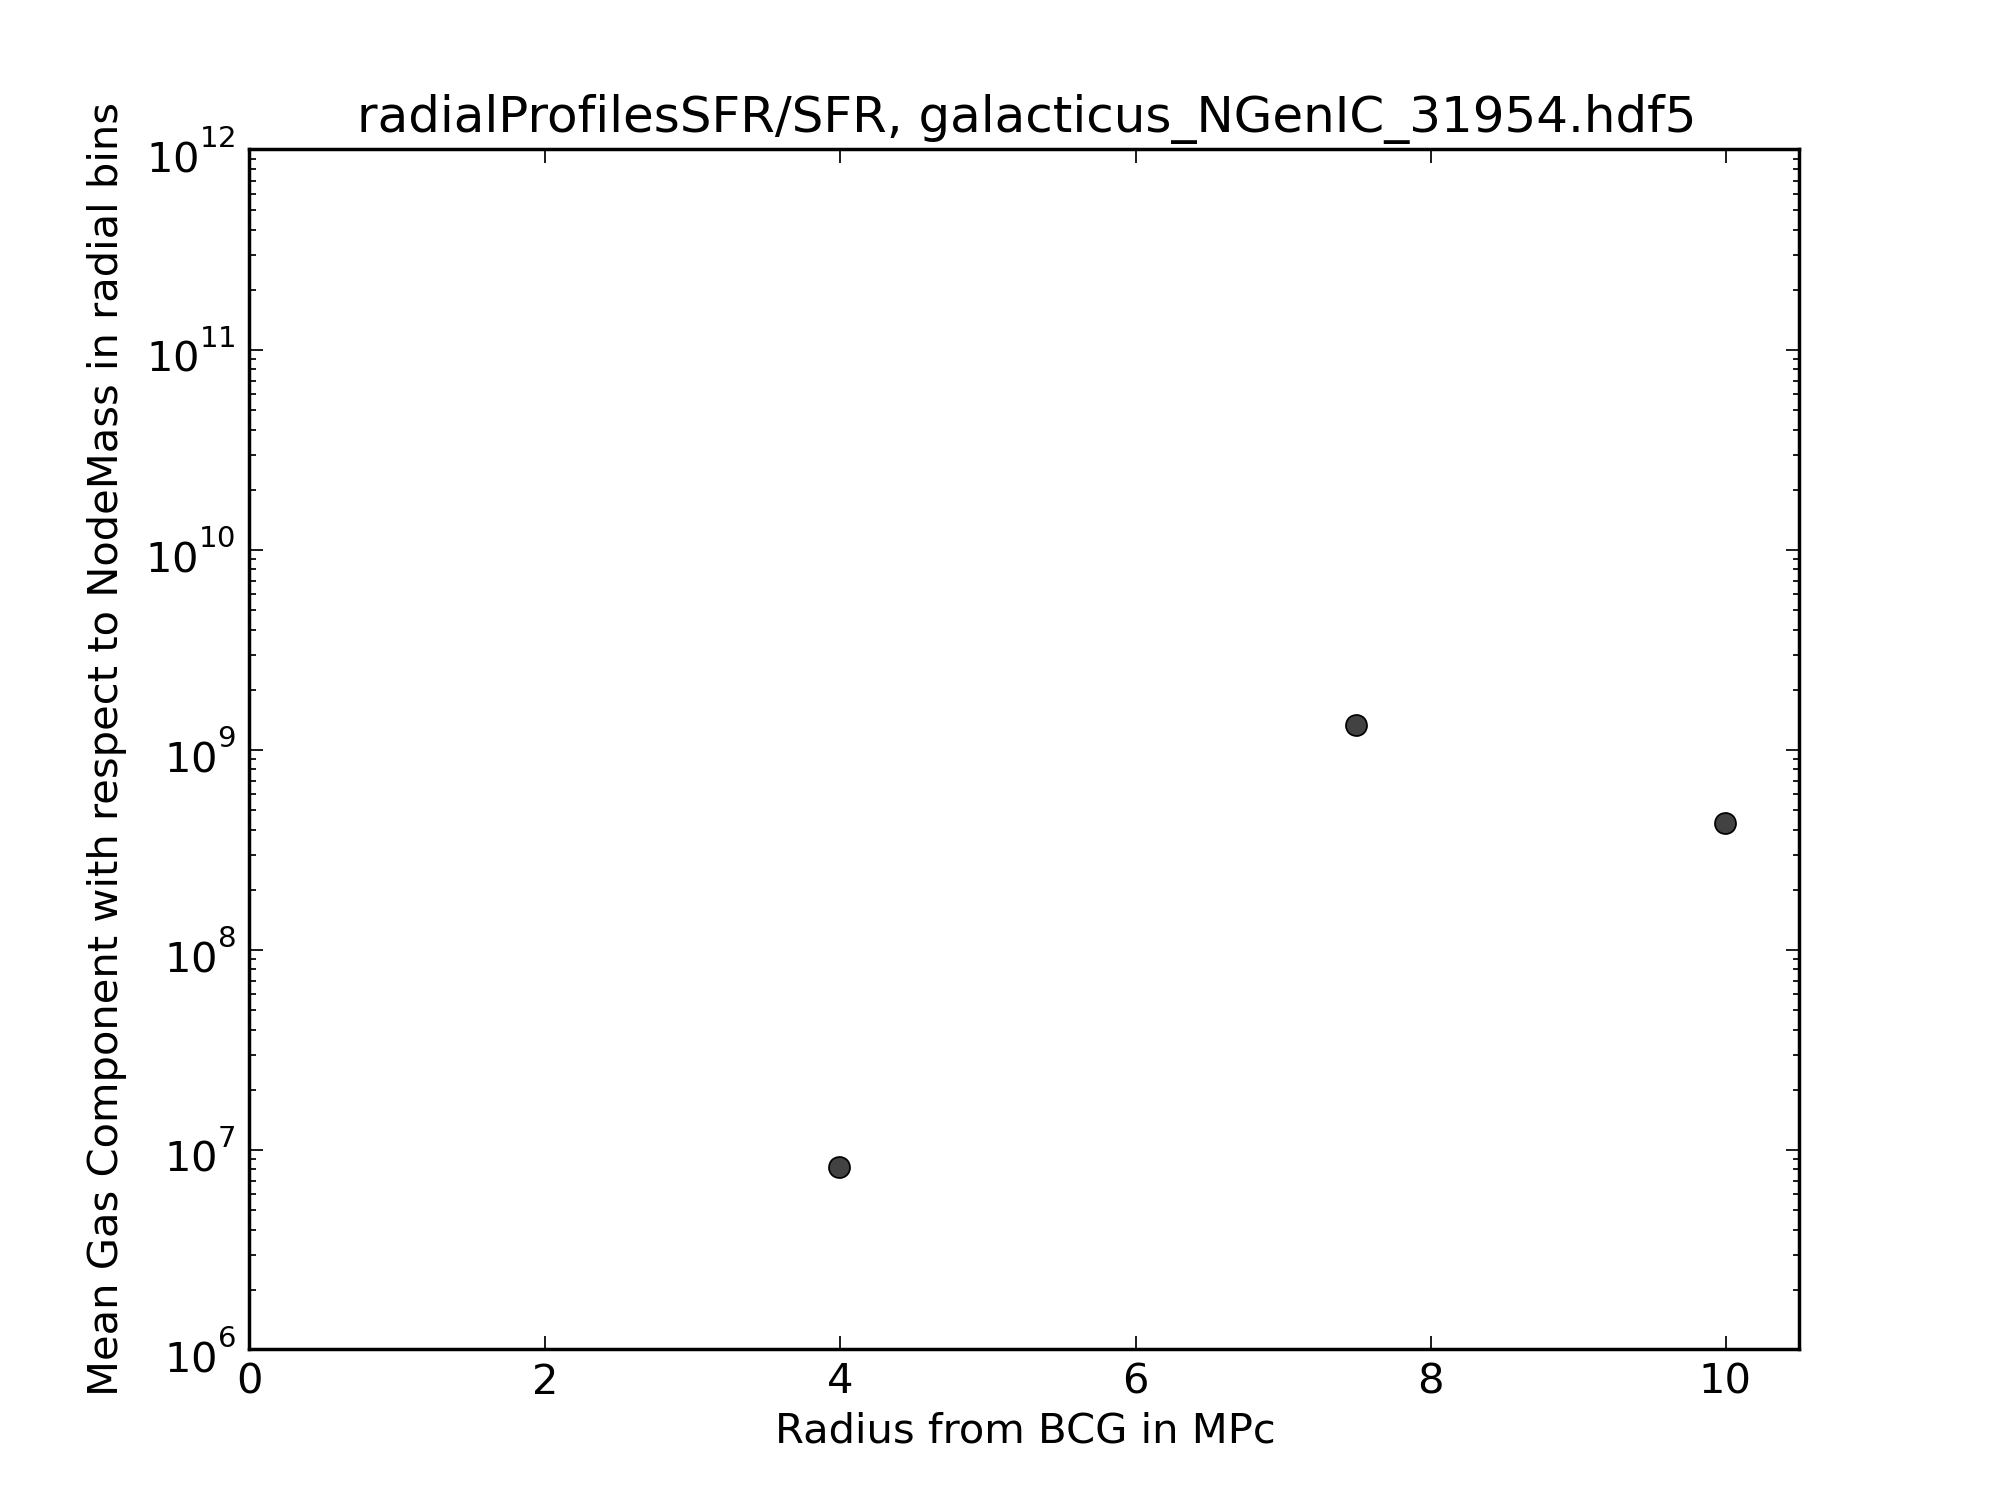 radialProfilesSFR/SFR, galacticus_NGenIC_31954.hdf5
Mean Gas Component with respect to NodeMass in radial bins
10^12
10^11
10^10
10^9
10^8
10^7
10^6
0 2 4 6 8 10
Radius from BCG in MPc